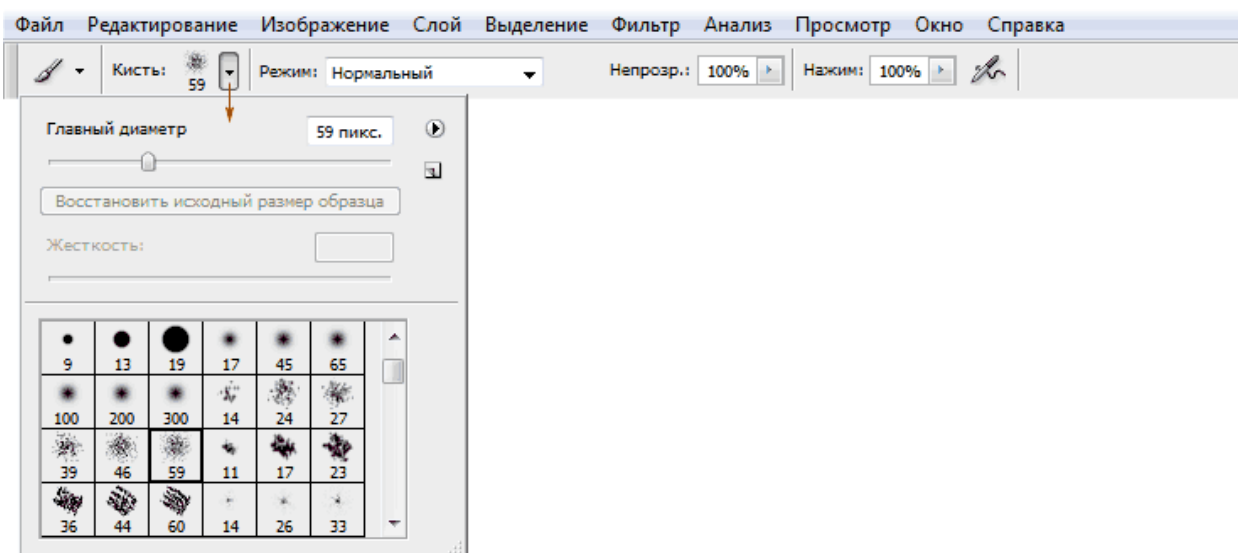 Файл Редактирование Изображение Слой Выделение Фильтр Анализ Просмотр Окно Справка
Кисть: 59 Режим: Нормальный Непрозр.: 100% Нажим: 100%
Главный диаметр 59 пикс.
Восстановить исходный размер образца
Жесткость:
9 13 19 17 45 65
100 200 300 14 24 27
39 46 59 11 17 23
36 44 60 14 26 33